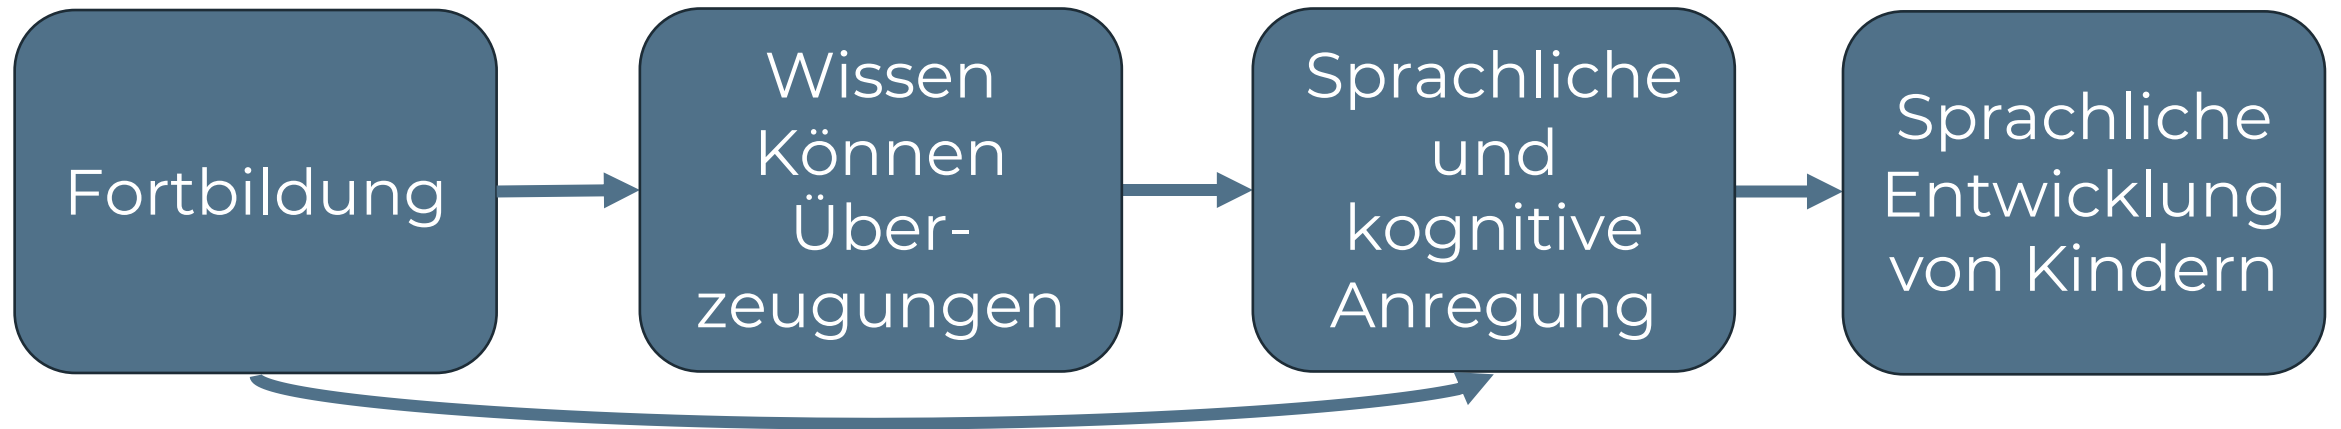 Fortbildung
Wissen
Können
Über-
zeugungen
Sprachliche
und
kognitive
Anregung
Sprachliche
Entwicklung
von Kindern